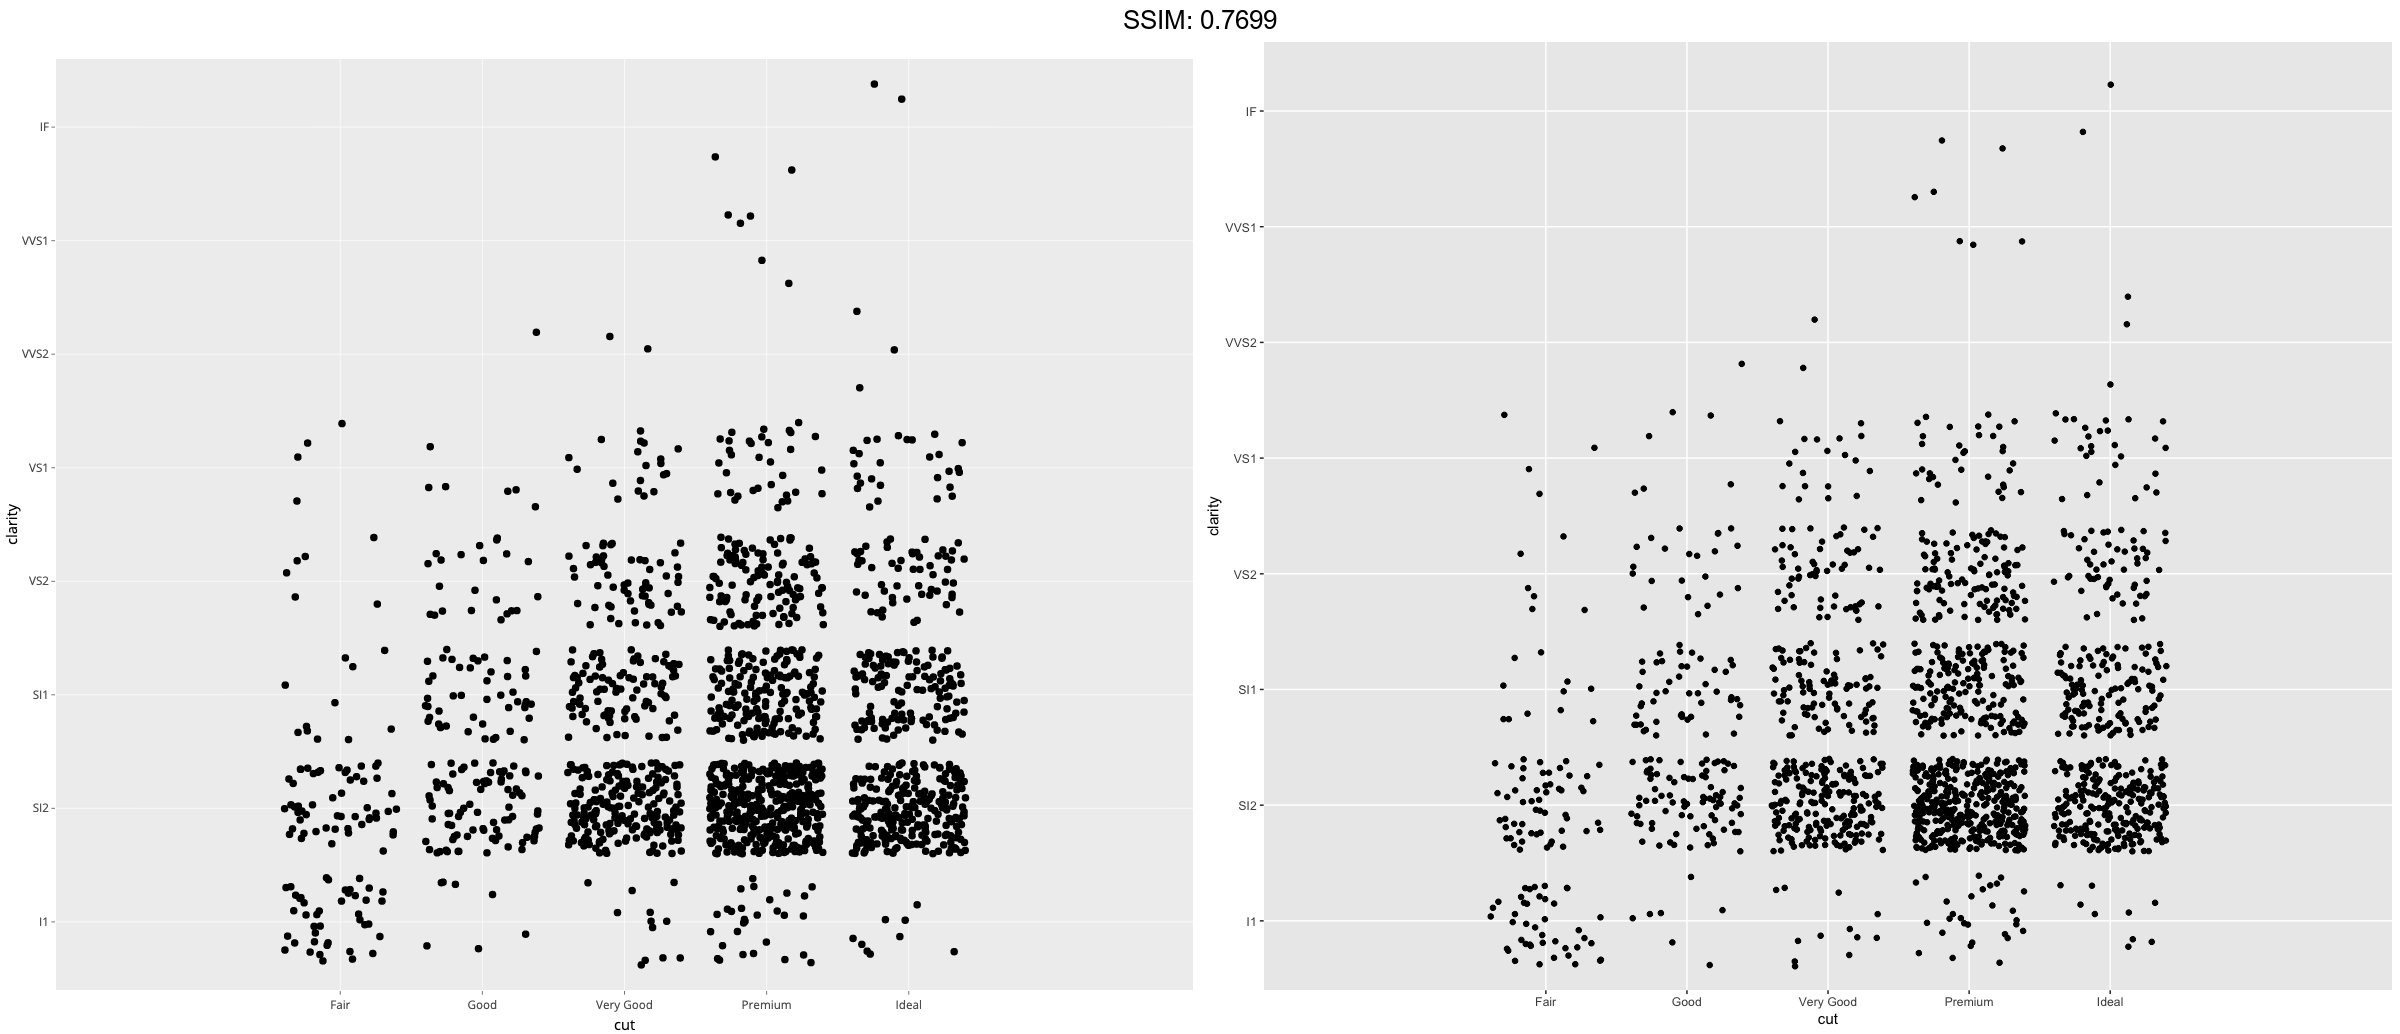 SSIM: 0.7699
IF
VVS1
VVS2
VS1
VS2
SI1
SI2
I1
clarity
Fair Good Very Good Premium Ideal
cut
IF
VVS1
VVS2
VS1
VS2
SI1
SI2
I1
clarity
Fair Good Very Good Premium Ideal
cut